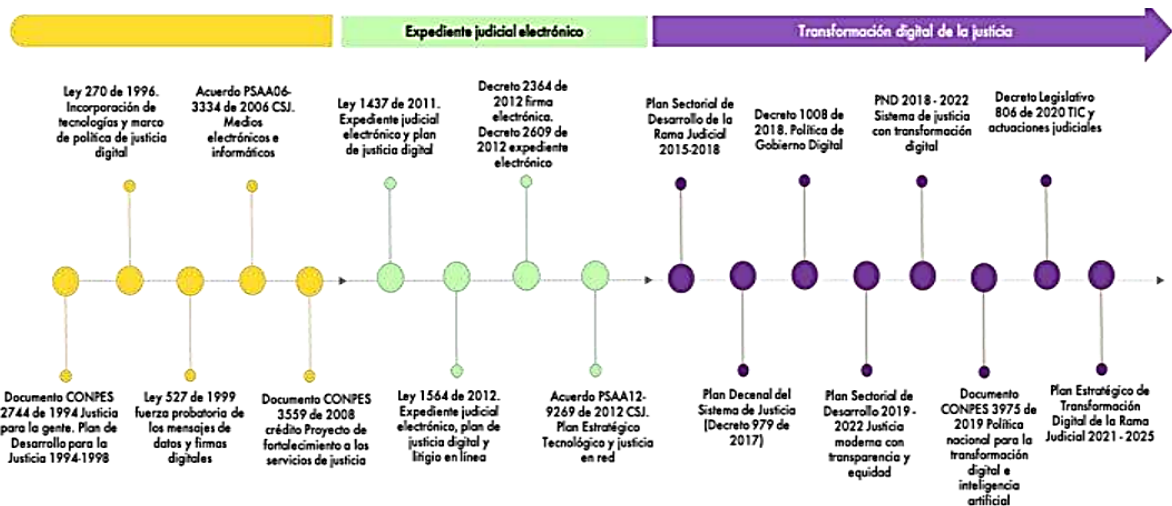 Expediente judicial electrónico
Transformación digital de la justicia
Ley 270 de 1996.
Incorporación de
tecnologías y marco
de política de justicia
digital
Acuerdo PSAA06-
3334 de 2006 CSJ.
Medios
electrónicos e
informáticos
Ley 1437 de 2011.
Expediente judicial
electrónico y plan
de justicia digital
Decreto 2364 de
2012 firma
electrónica.
Decreto 2609 de
2012 expediente
electrónico
Plan Sectorial de
Desarrollo de la
Rama Judicial
2015-2018
Decreto 1008 de
2018. Política de
Gobierno Digital
PND 2018 - 2022
Sistema de justicia
con transformación
digital
Decreto Legislativo
806 de 2020 TIC y
actuaciones judiciales
Documento CONPES
2744 de 1994 Justicia
para la gente. Plan de
Desarrollo para la
Justicia 1994-1998
Ley 527 de 1999
fuerza probatoria de
los mensajes de
datos y firmas
digitales
Documento CONPES
3559 de 2008
crédito Proyecto de
fortalecimiento a los
servicios de justicia
Ley 1564 de 2012.
Expediente judicial
electrónico, plan de
justicia digital y
litigio en línea
Acuerdo PSAA12-
9269 de 2012 CSJ.
Plan Estratégico
Tecnológico y justicia
en red
Plan Decenal del
Sistema de Justicia
(Decreto 979 de
2017)
Plan Sectorial de
Desarrollo 2019 -
2022 Justicia
moderna con
transparencia y
equidad
Documento
CONPES 3975 de
2019 Política
nacional para la
transformación
digital e
inteligencia
artificial
Plan Estratégico de
Transformación
Digital de la Rama
Judicial 2021 - 2025